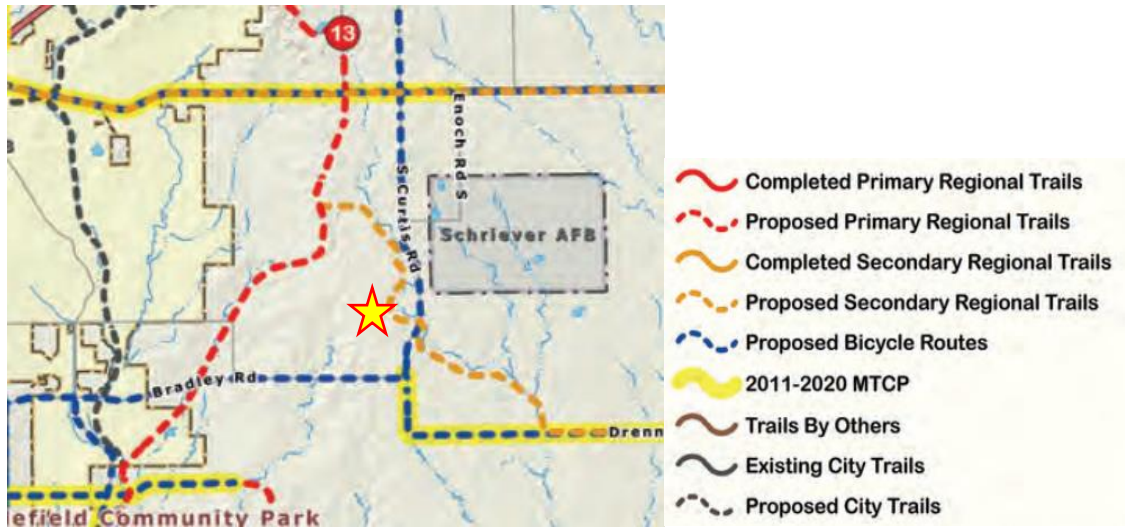 13
Enoch Rd S
S Curtis Rd
Schriever AFB
Bradley Rd
Drenn
lefield Community Park
Completed Primary Regional Trails
Proposed Primary Regional Trails
Completed Secondary Regional Trails
Proposed Secondary Regional Trails
Proposed Bicycle Routes
2011-2020 MTCP
Trails By Others
Existing City Trails
Proposed City Trails